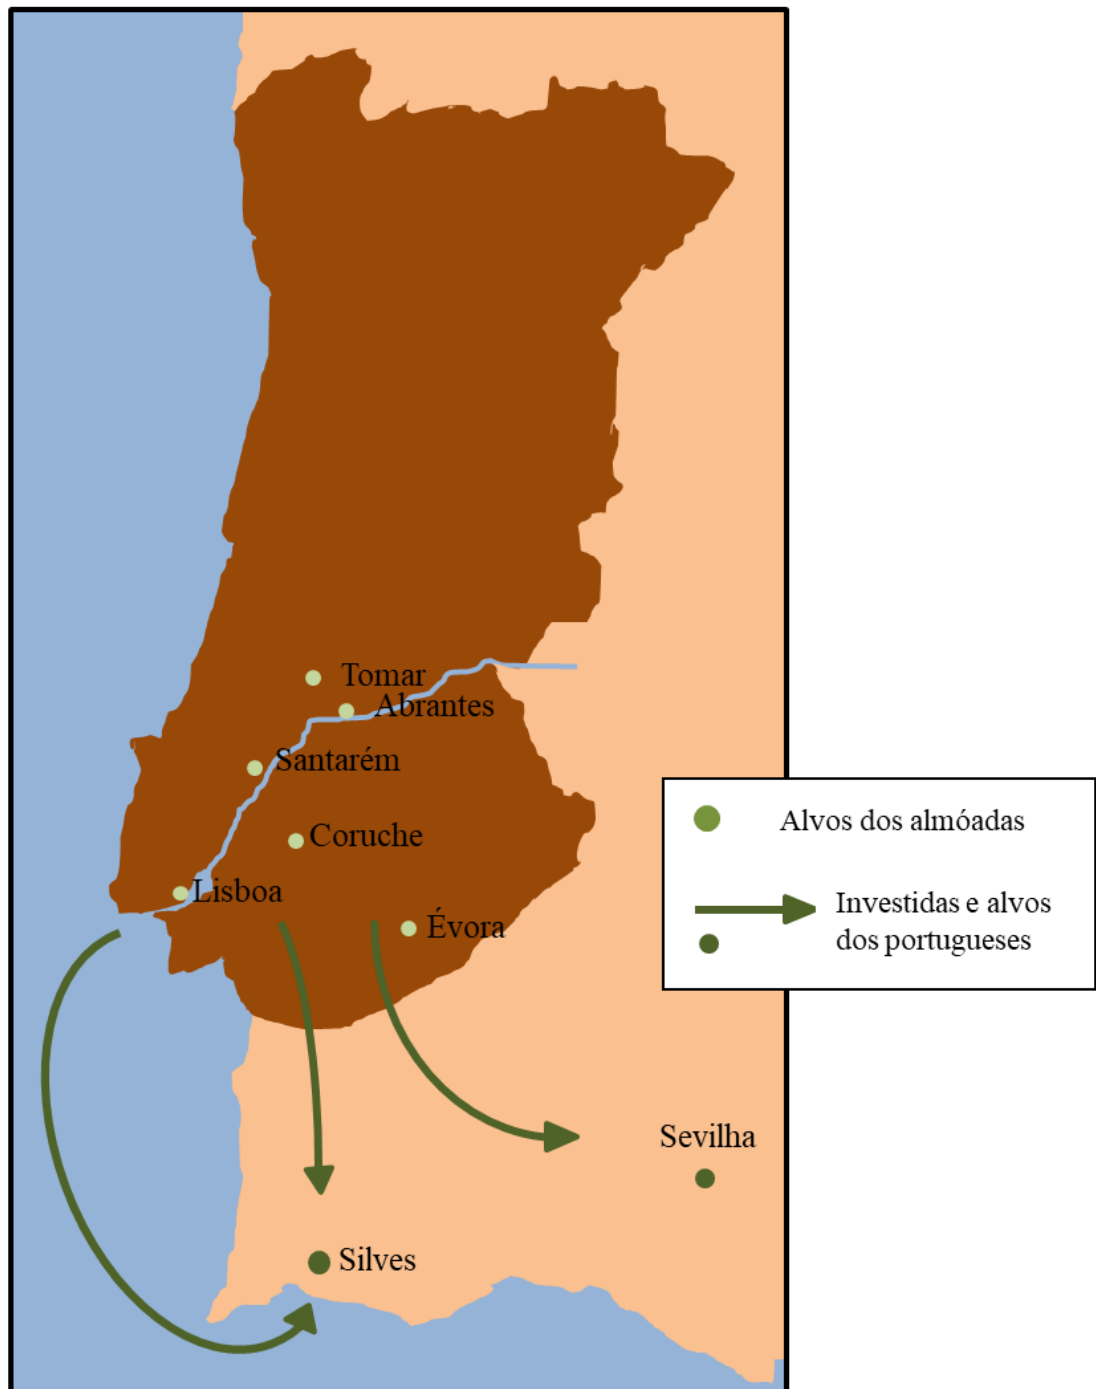 Tomar
Abrantes
Santarém
Coruche
Lisboa
Évora
Sevilha
Silves
Alvos dos almóadas
Investidas e alvos
dos portugueses